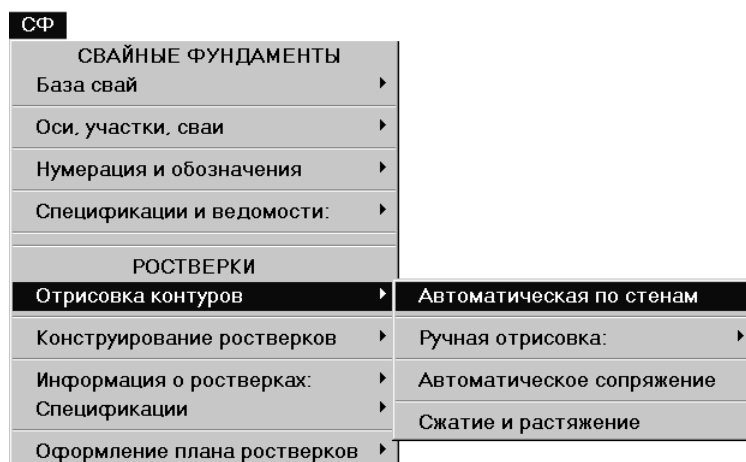 СФ
СВАЙНЫЕ ФУНДАМЕНТЫ
База свай
Оси, участки, сваи
Нумерация и обозначения
Спецификации и ведомости:
РОСТВЕРКИ
Отрисовка контуров
Автоматическая по стенам
Конструирование ростверков
Ручная отрисовка:
Информация о ростверках:
Автоматическое сопряжение
Спецификации
Сжатие и растяжение
Оформление плана ростверков